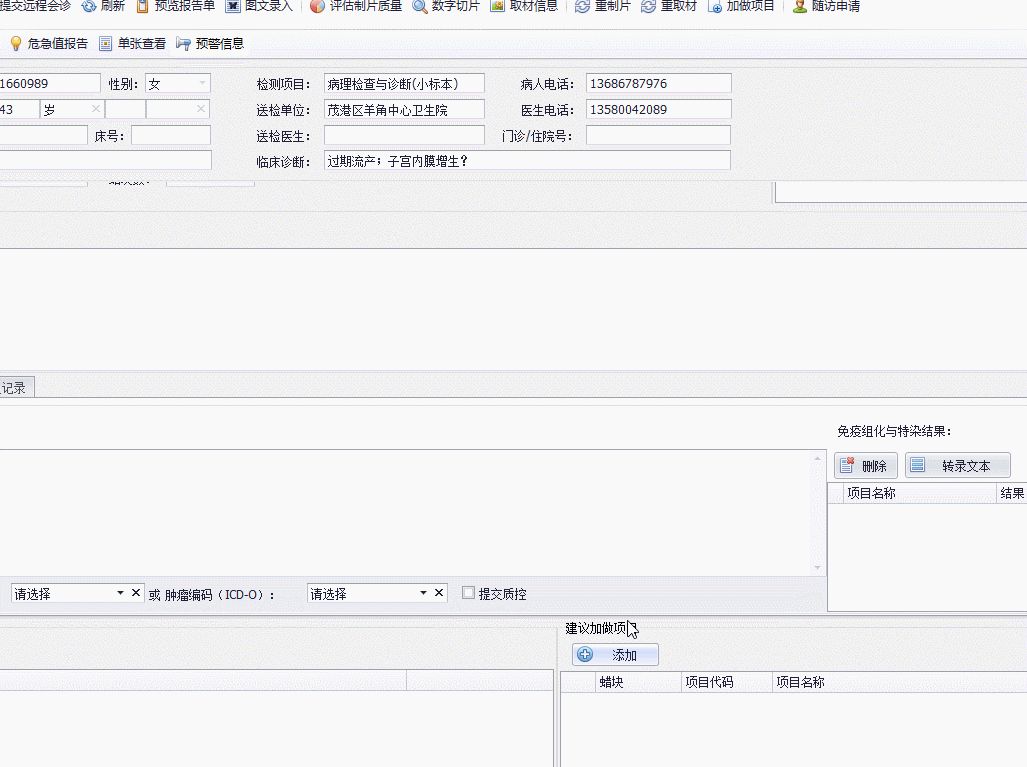 提交远程会诊 刷新 预览报告单 图文录入 评估制片质量 数字切片 取材信息 重制片 重取材 加做项目 随访申请
危急值报告 单张查看 预警信息
1660989 性别: 女 检测项目: 病理检查与诊断(小标本) 病人电话: 13686787976
43 岁 送检单位: 茂港区羊角中心卫生院 医生电话: 13580042089
床号: 送检医生: 门诊/住院号:
临床诊断: 过期流产; 子宫内膜增生?
记录
免疫组化与特染结果:
删除 转录文本
项目名称 结果
请选择 或 肿瘤编码（ICD-O）: 请选择 提交质控
建议加做项
添加
蜡块 项目代码 项目名称